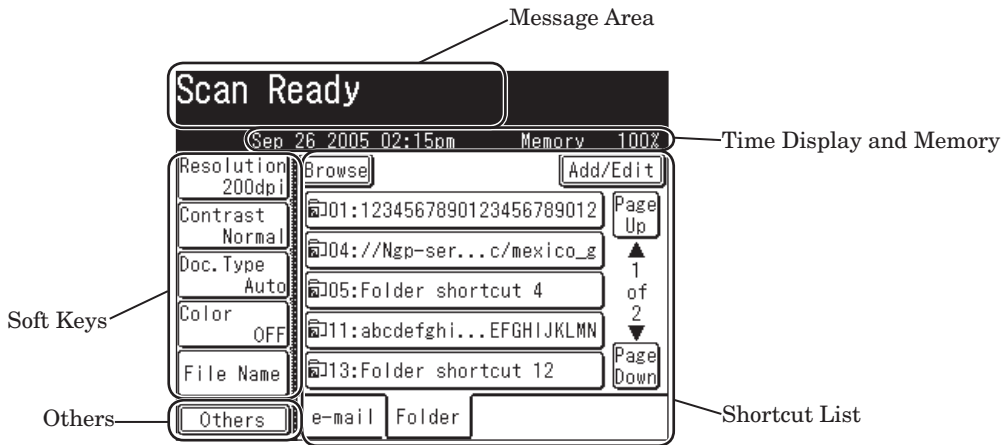 Message Area
Scan Ready
Sep 26 2005 02:15pm Memory 100%
Time Display and Memory
Resolution
200dpi
Contrast
Normal
Doc.Type
Auto
Color
OFF
File Name
Soft Keys
Others
Others
Browse
Add/Edit
01:1234567890123456789012
04://Ngp-ser...c/mexico_g
05:Folder shortcut 4
11:abcdefghi...EFGHIJKLMN
13:Folder shortcut 12
Page
Up
1
of
2
Page
Down
e-mail Folder
Shortcut List